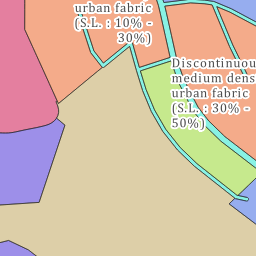 urban fabric
(S.L. : 10% -
30%)
Discontinuou
medium dens
urban fabric
(S.L. : 30% -
50%)